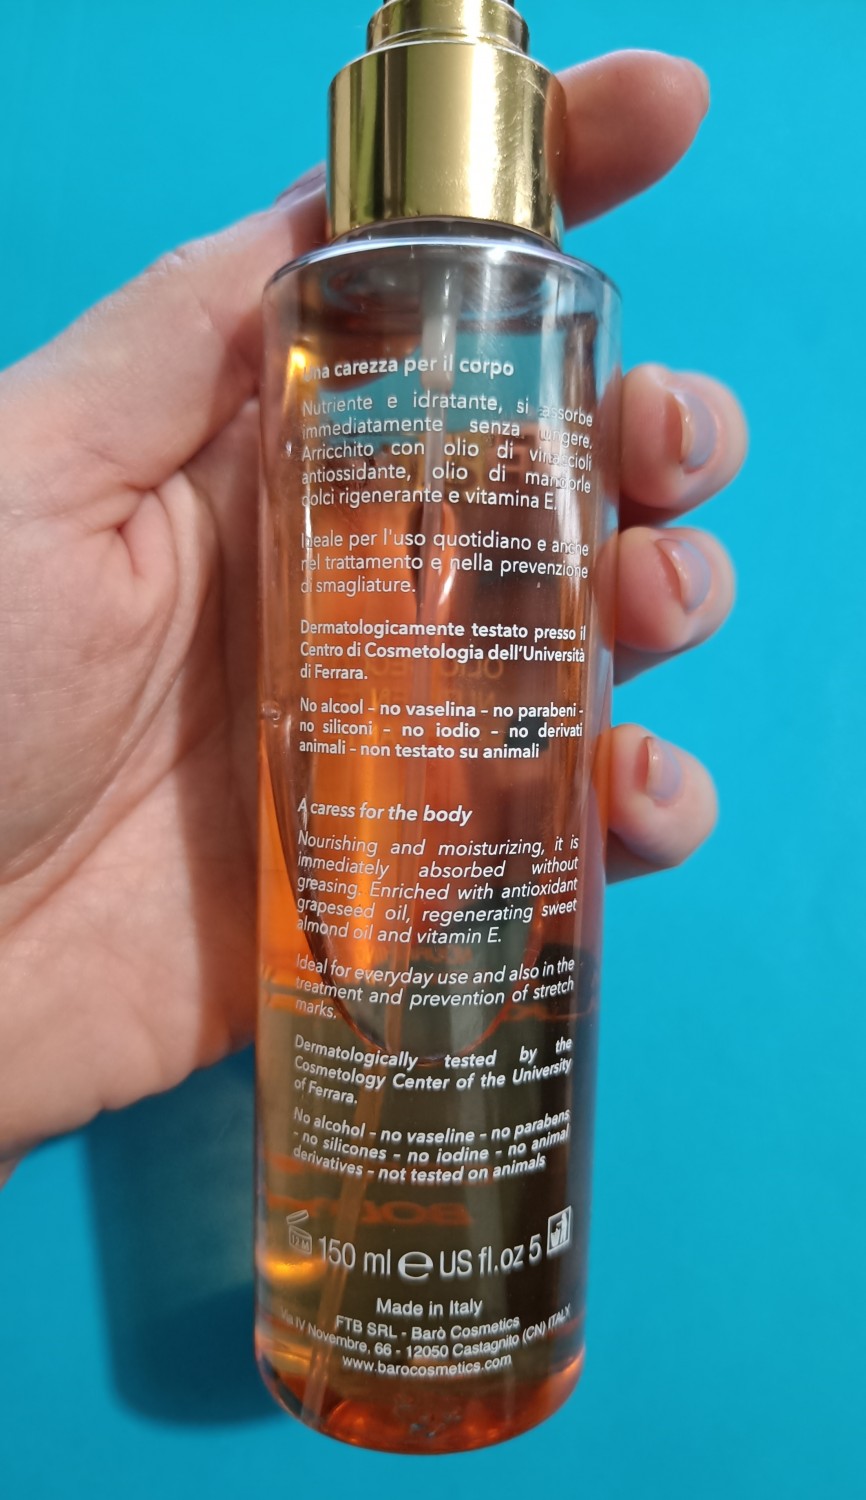 Una carezza per il corpo
Nutriente e idratante, si assorbe
immediatamente senza ungere.
Arricchito con olio di vinaccioli
antiossidante, olio di mandorle
dolci rigenerante e vitamina E.
Ideale per l'uso quotidiano e anche
nel trattamento e nella prevenzione
di smagliature.
Dermatologicamente testato presso il
Centro di Cosmetologia dell'Università
di Ferrara.
No alcool - no vaselina - no parabeni -
no siliconi - no iodio - no derivati
animali - non testato su animali
A caress for the body
Nourishing and moisturizing, it is
immediately absorbed without
greasing. Enriched with antioxidant
grapeseed oil, regenerating sweet
almond oil and vitamin E.
Ideal for everyday use and also in the
treatment and prevention of stretch
marks.
Dermatologically tested by the
Cosmetology Center of the University
of Ferrara.
No alcohol - no vaseline - no parabens
- no silicones - no iodine - no animal
derivatives - not tested on animals
12 M 150 ml e US fl.oz 5
Made in Italy
FTB SRL - Barò Cosmetics
Via IV Novembre, 66 - 12050 Castagnito (CN) ITALY
www.barocosmetics.com